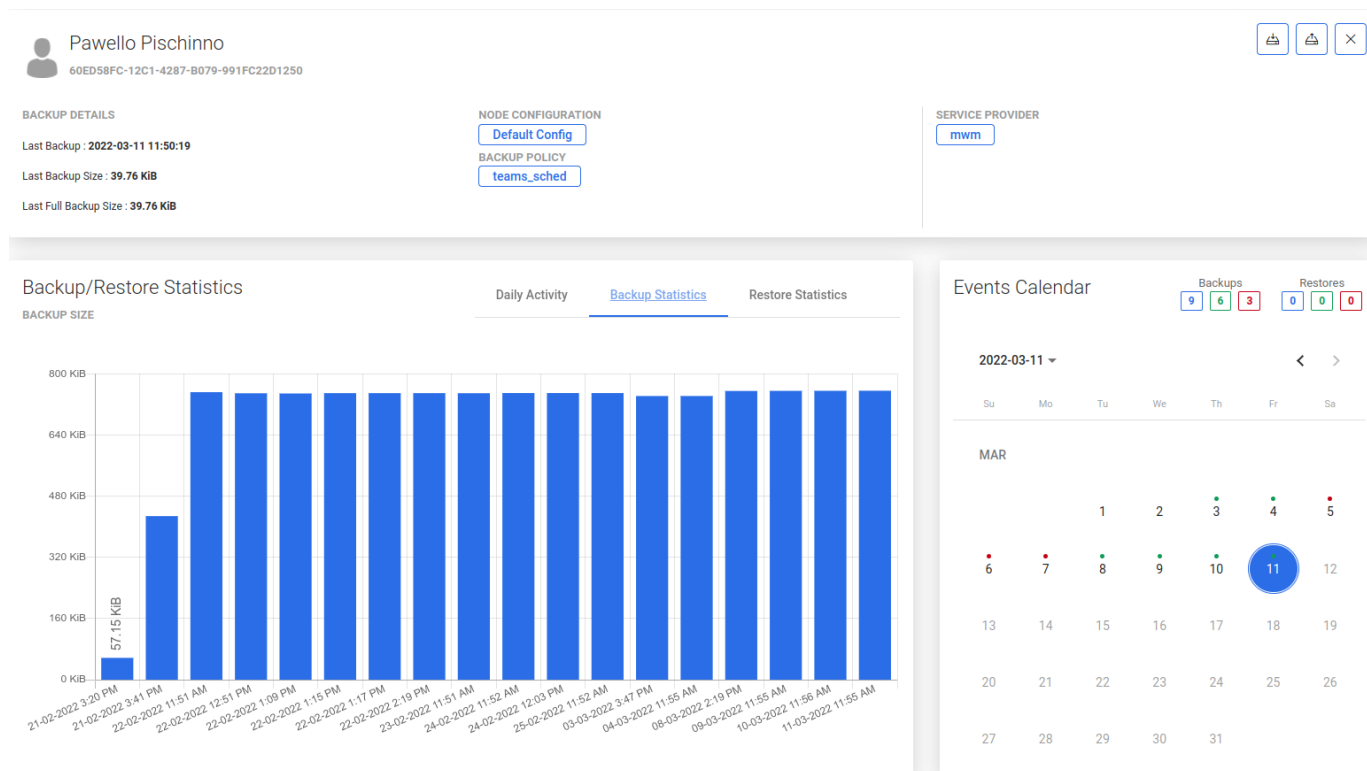 Pawello Pischinno
60ED58FC-12C1-4287-B079-991FC22D1250
BACKUP DETAILS
Last Backup : 2022-03-11 11:50:19
Last Backup Size : 39.76 KiB
Last Full Backup Size : 39.76 KiB
NODE CONFIGURATION
Default Config
BACKUP POLICY
teams_sched
SERVICE PROVIDER
mwm
Backup/Restore Statistics
BACKUP SIZE
Daily Activity Backup Statistics Restore Statistics
800 KiB
640 KiB
480 KiB
320 KiB
160 KiB
0 KiB
57.15 KiB
21-02-2022 3:20 PM
21-02-2022 3:41 PM
22-02-2022 11:51 AM
22-02-2022 12:51 PM
22-02-2022 1:09 PM
22-02-2022 1:15 PM
22-02-2022 1:17 PM
22-02-2022 2:19 PM
23-02-2022 11:51 AM
24-02-2022 11:52 AM
24-02-2022 12:03 PM
25-02-2022 11:52 AM
03-03-2022 3:47 PM
04-03-2022 11:55 AM
08-03-2022 2:19 PM
09-03-2022 11:55 AM
10-03-2022 11:56 AM
11-03-2022 11:55 AM
Events Calendar
Backups
9 6 3
Restores
0 0 0
2022-03-11
Su Mo Tu We Th Fr Sa
MAR
1 2 3 4 5
6 7 8 9 10 11 12
13 14 15 16 17 18 19
20 21 22 23 24 25 26
27 28 29 30 31